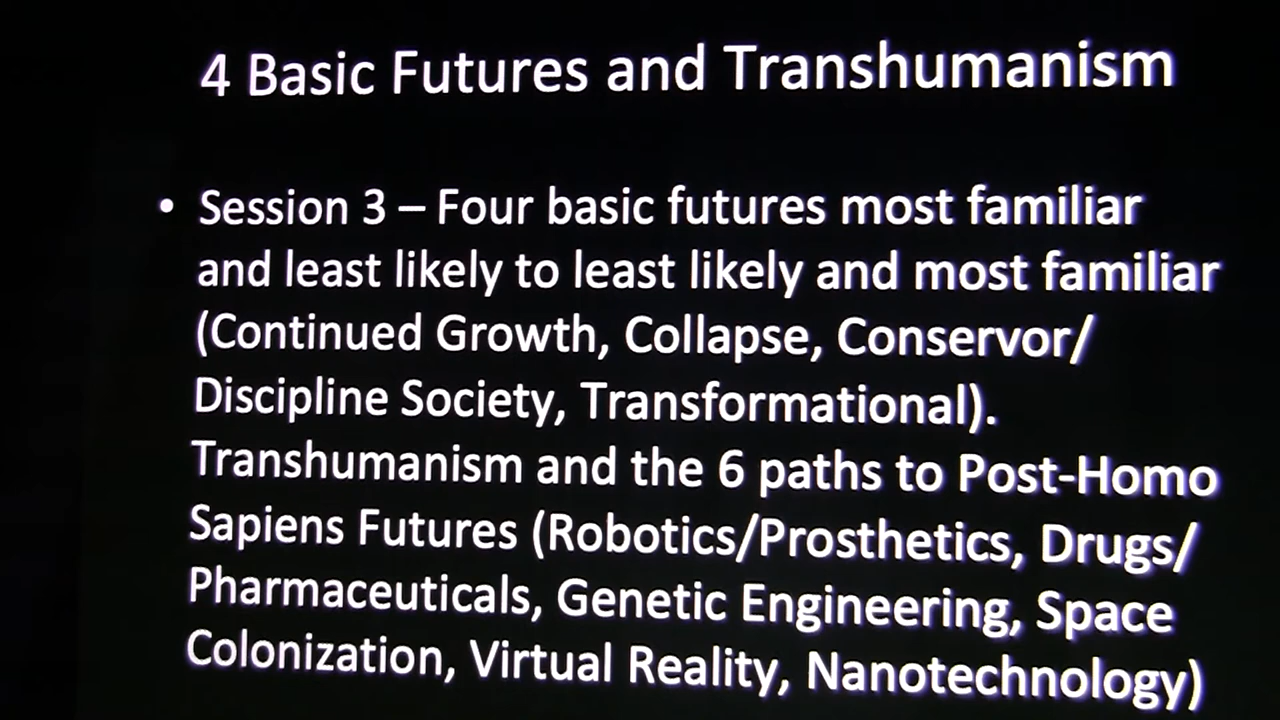 4 Basic Futures and Transhumanism
• Session 3 – Four basic futures most familiar
and least likely to least likely and most familiar
(Continued Growth, Collapse, Conservor/
Discipline Society, Transformational).
Transhumanism and the 6 paths to Post-Homo
Sapiens Futures (Robotics/Prosthetics, Drugs/
Pharmaceuticals, Genetic Engineering, Space
Colonization, Virtual Reality, Nanotechnology)